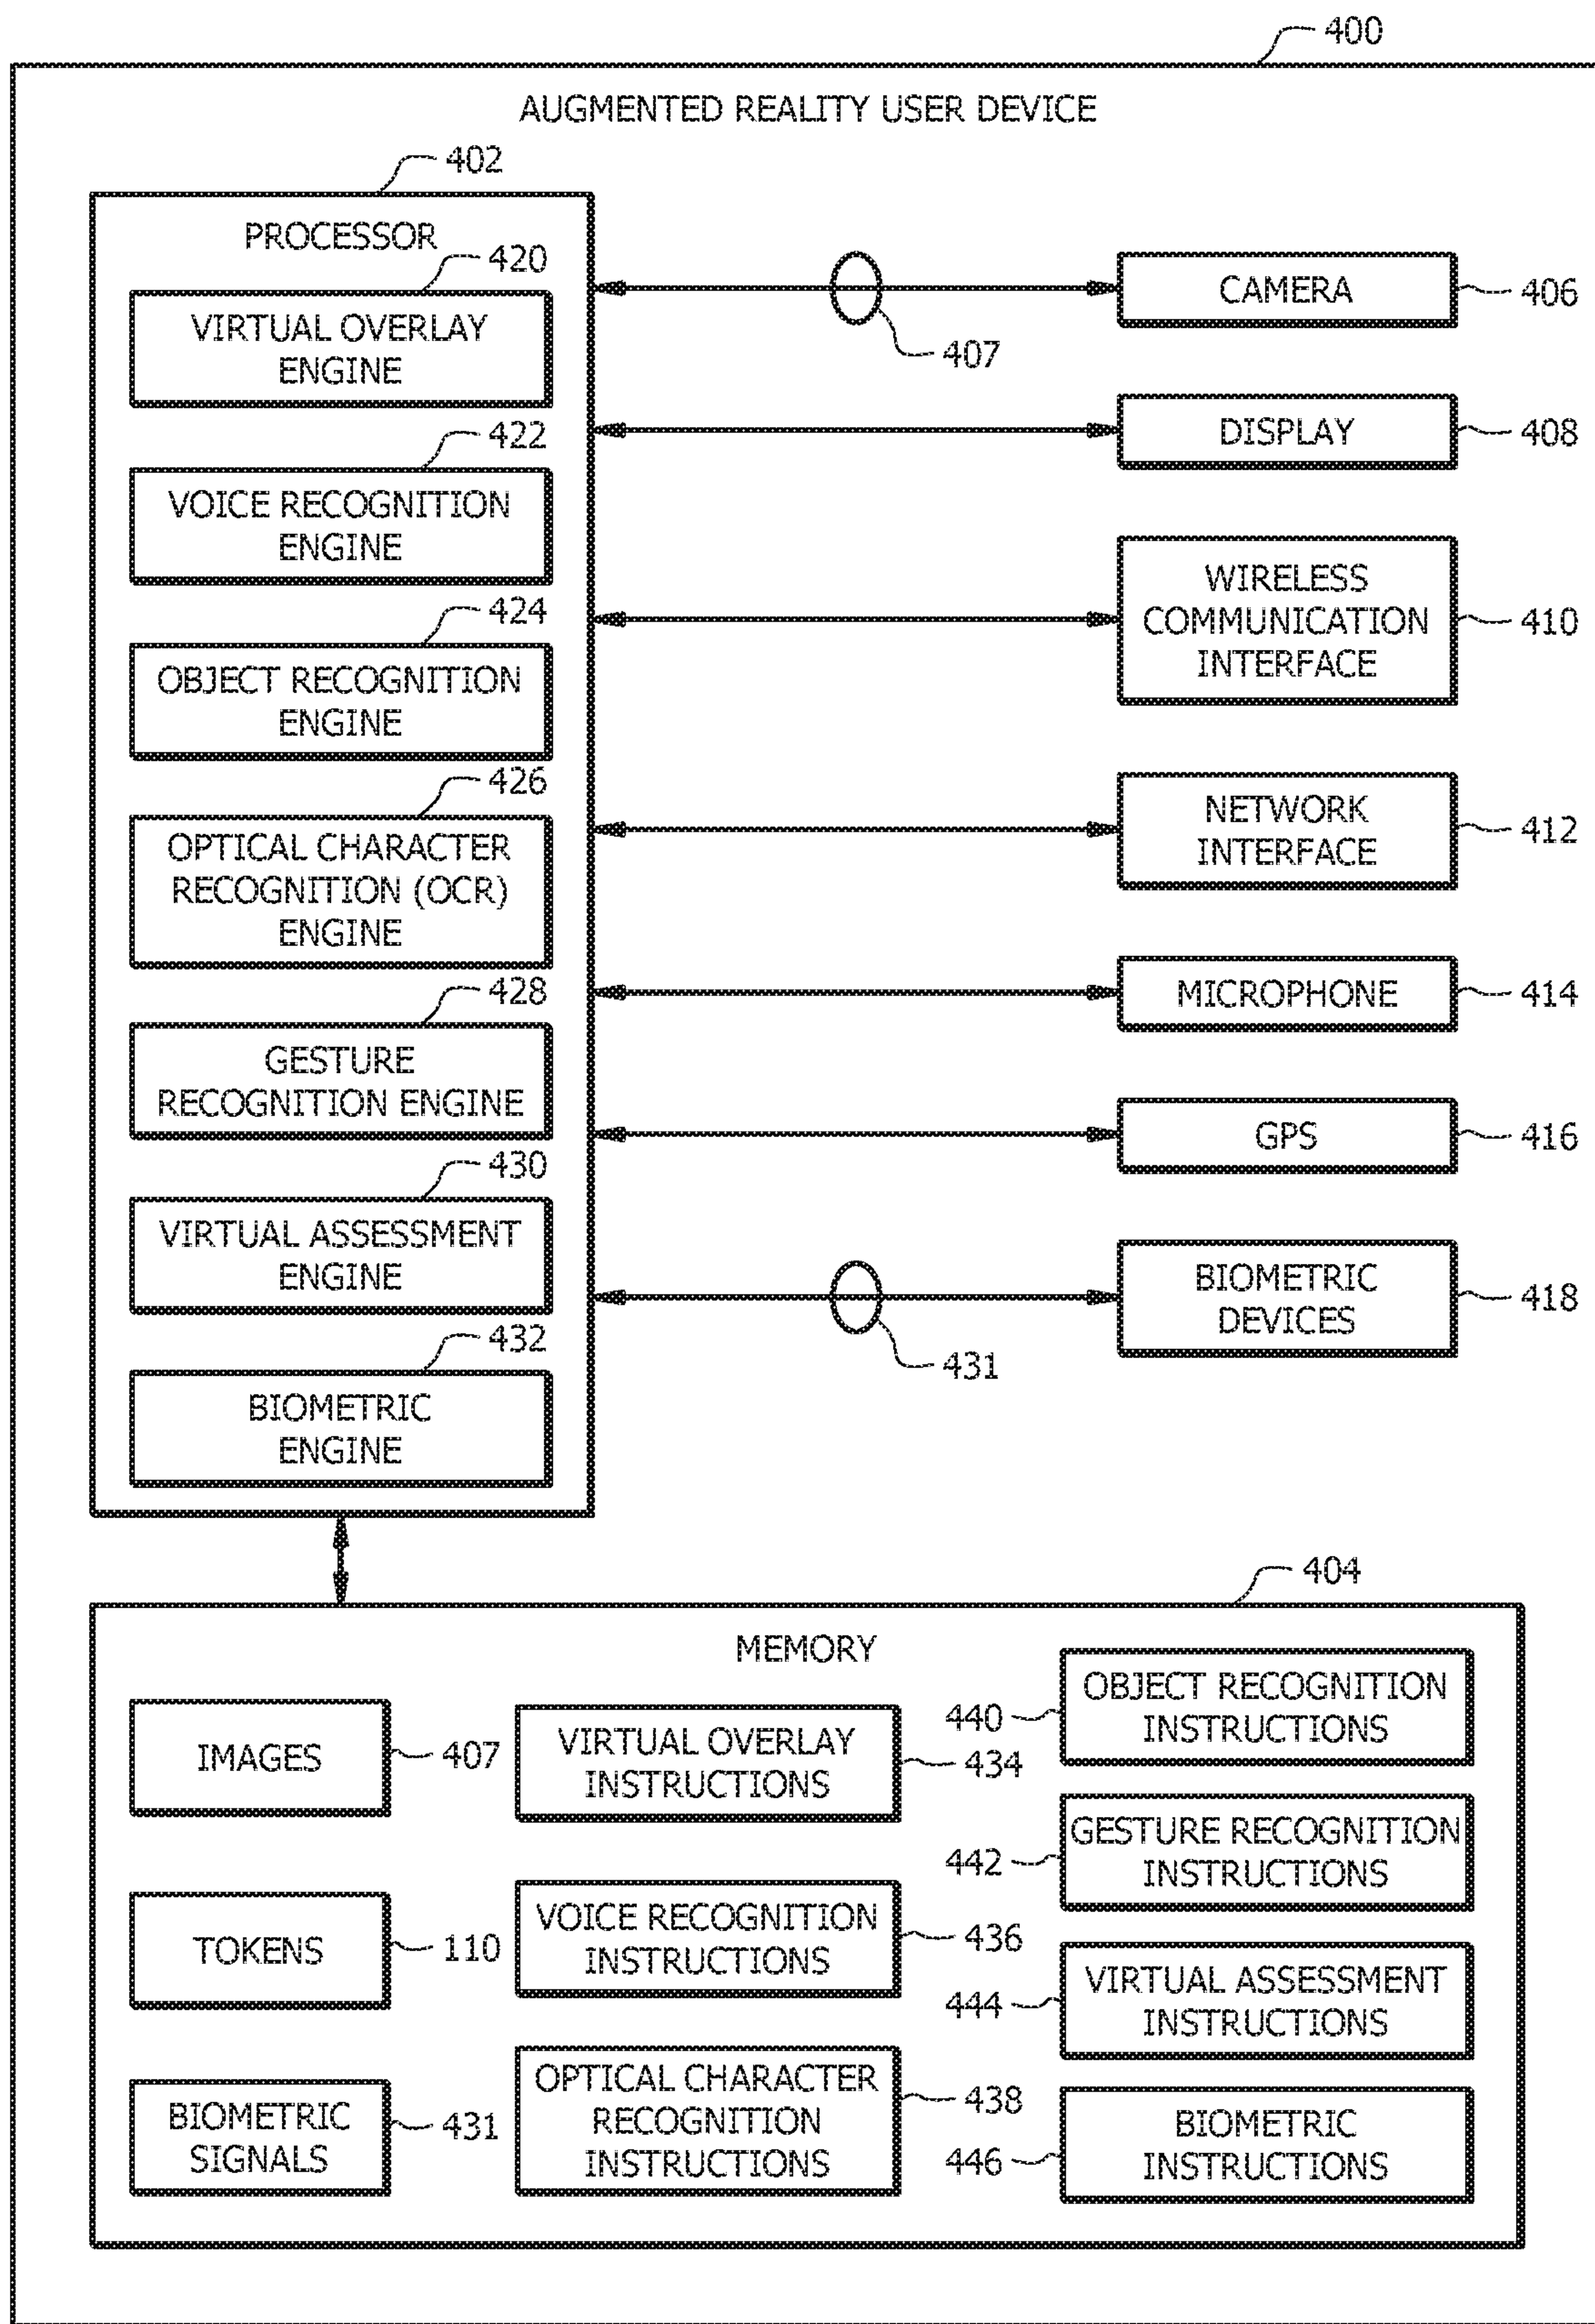 400
AUGMENTED REALITY USER DEVICE
402
PROCESSOR
420
VIRTUAL OVERLAY
ENGINE
422
VOICE RECOGNITION
ENGINE
424
OBJECT RECOGNITION
ENGINE
426
OPTICAL CHARACTER
RECOGNITION (OCR)
ENGINE
428
GESTURE
RECOGNITION ENGINE
430
VIRTUAL ASSESSMENT
ENGINE
432
BIOMETRIC
ENGINE
CAMERA
406
407
DISPLAY
408
WIRELESS
COMMUNICATION
INTERFACE
410
NETWORK
INTERFACE
412
MICROPHONE
414
GPS
416
BIOMETRIC
DEVICES
418
431
404
MEMORY
IMAGES
407
TOKENS
110
BIOMETRIC
SIGNALS
431
VIRTUAL OVERLAY
INSTRUCTIONS
434
VOICE RECOGNITION
INSTRUCTIONS
436
OPTICAL CHARACTER
RECOGNITION
INSTRUCTIONS
438
440
OBJECT RECOGNITION
INSTRUCTIONS
442
GESTURE RECOGNITION
INSTRUCTIONS
444
VIRTUAL ASSESSMENT
INSTRUCTIONS
446
BIOMETRIC
INSTRUCTIONS